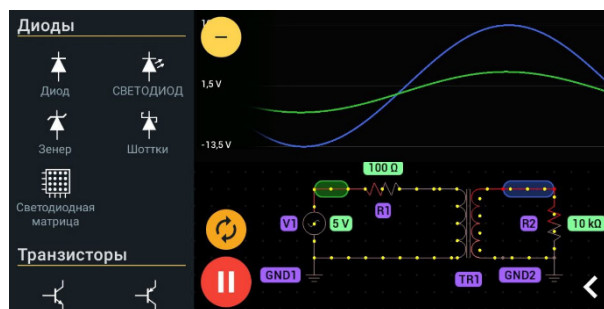 Диоды
Диод
СВЕТОДИОД
Зенер
Шоттки
Светодиодная
матрица
Транзисторы
1,5 V
-13,5 V
100 Ω
R1
V1
5 V
R2
10 kΩ
GND1
TR1
GND2